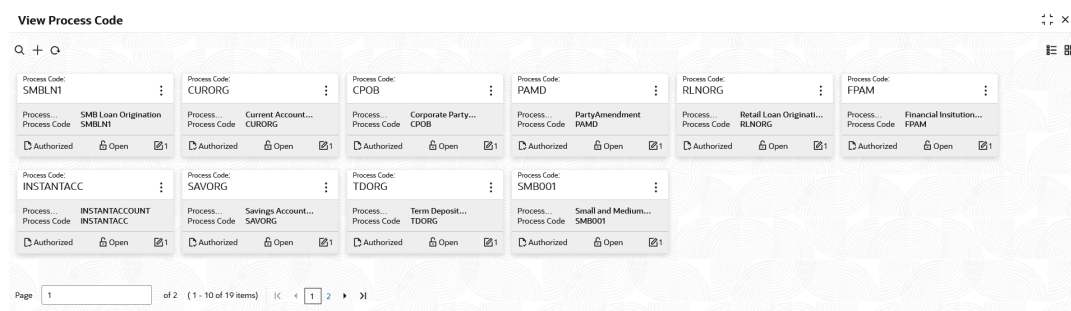 View Process Code
Process Code: Process Code: Process Code: Process Code: Process Code: Process Code:
SMBLN1 CURORG CPOB PAMD RLNORG FPAM
Process... SMB Loan Origination Process... Current Account... Process... Corporate Party... Process... PartyAmendment Process... Retail Loan Originati... Process... Financial Insitution...
Process Code SMBLN1 Process Code CURORG Process Code CPOB Process Code PAMD Process Code RLNORG Process Code FPAM
Authorized Open 1 Authorized Open 1 Authorized Open 1 Authorized Open 1 Authorized Open 1 Authorized Open 1
Process Code: Process Code: Process Code: Process Code:
INSTANTACC SAVORG TDORG SMB001
Process... INSTANTACCOUNT Process... Savings Account... Process... Term Deposit... Process... Small and Medium...
Process Code INSTANTACC Process Code SAVORG Process Code TDORG Process Code SMB001
Authorized Open 1 Authorized Open 1 Authorized Open 1 Authorized Open 1
Page 1 of 2 ( 1 - 10 of 19 items) 1 2